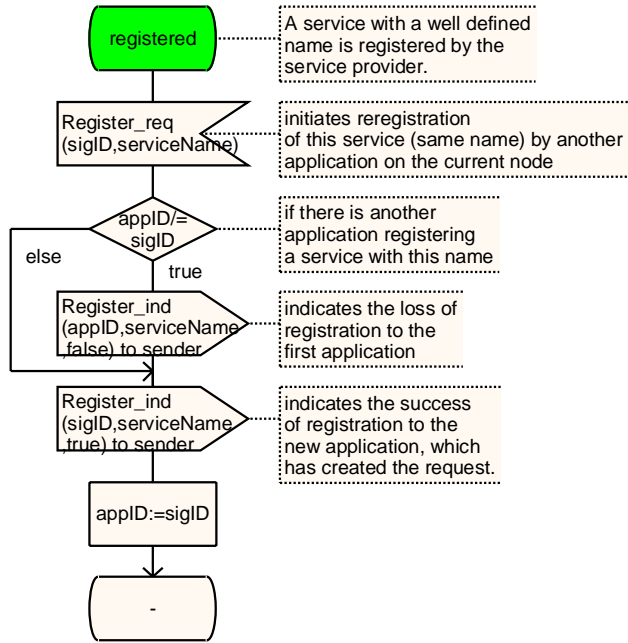 registered
A service with a well defined
name is registered by the
service provider.
Register_req
(sigID,serviceName)
initiates reregistration
of this service (same name) by another
application on the current node
appID/=
sigID
if there is another
application registering
a service with this name
else
true
Register_ind
(appID,serviceName
,false) to sender
indicates the loss of
registration to the
first application
Register_ind
(sigID,serviceName
,true) to sender
indicates the success
of registration to the
new application, which
has created the request.
appID:=sigID
-